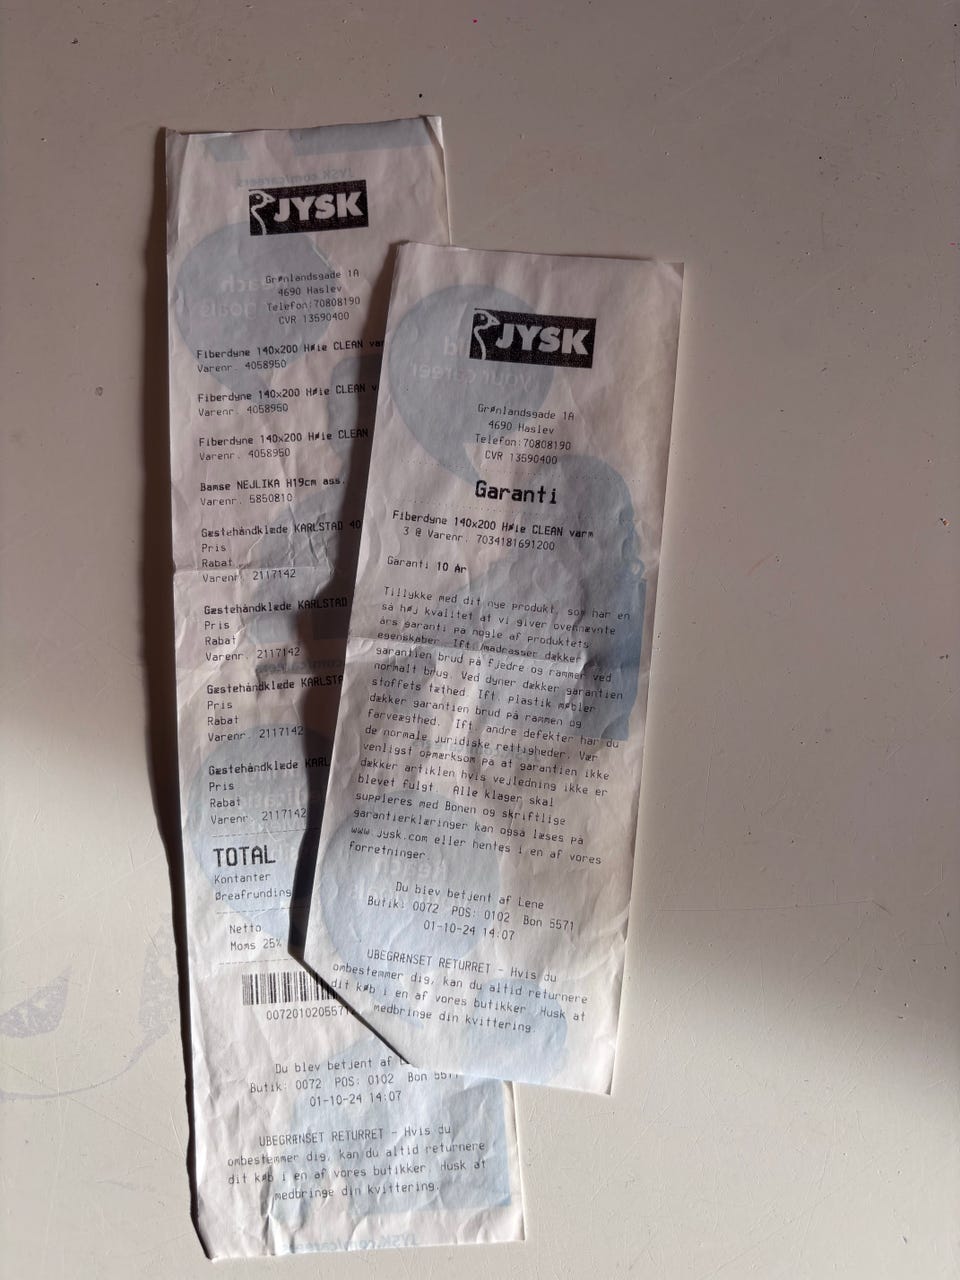 JYSK
Grønlandsgade 1A
4690 Haslev
Telefon:70808190
CVR 13590400
Fiberdyne 140x200 Høie CLEAN
Varenr. 4058950
Fiberdyne 140x200 Høie CLEAN
Varenr. 4058950
Fiberdyne 140x200 Høie CLEAN
Varenr. 4058950
Bamse NEJLIKA H19cm ass.
Varenr. 5850810
Gæstehåndklæde KARLSTAD 40
Pris
Rabat
Varenr. 2117142
Gæstehåndklæde KARLSTAD
Pris
Rabat
Varenr. 2117142
Gæstehåndklæde KARLSTA
Pris
Rabat
Varenr. 2117142
Gæstehåndklæde KARL
Pris
Rabat
Varenr. 2117142
TOTAL
Kontanter
Øreafrunding
Netto
Moms 25%
0072010205571
Du blev betjent af
Butik: 0072 POS: 0102 Bon
01-10-24 14:07
UBEGRÆNSET RETURRET - Hvis du
ombestemmer dig, kan du altid returnere
dit køb i en af vores butikker. Husk at
medbringe din kvittering.
JYSK
Grønlandsgade 1A
4690 Haslev
Telefon:70808190
CVR 13590400
Garanti
Fiberdyne 140x200 Høie CLEAN varm
3 @ Varenr. 7034181691200
Garanti 10 År
Tillykke med dit nye produkt, som har en
så høj kvalitet at vi giver ovennævnte
års garanti på nogle af produktets
egenskaber. Ift. madrasser dækker
garantien brud på fjedre og rammer ved
normalt brug. Ved dyner dækker garantien
stoffets tæthed. Ift. plastik møbler
dækker garantien brud på rammen og
farveægthed. Ift. andre defekter har du
de normale juridiske rettigheder. Vær
venligst opmærksom på at garantien ikke
dækker artiklen hvis vejledning ikke er
blevet fulgt. Alle klager skal
suppleres med Bonen og skriftlige
garantierklæringer kan også læses på
www.jysk.com eller hentes i en af vores
forretninger.
Du blev betjent af Lene
Butik: 0072 POS: 0102 Bon 5571
01-10-24 14:07
UBEGRÆNSET RETURRET - Hvis du
ombestemmer dig, kan du altid returnere
dit køb i en af vores butikker. Husk at
medbringe din kvittering.